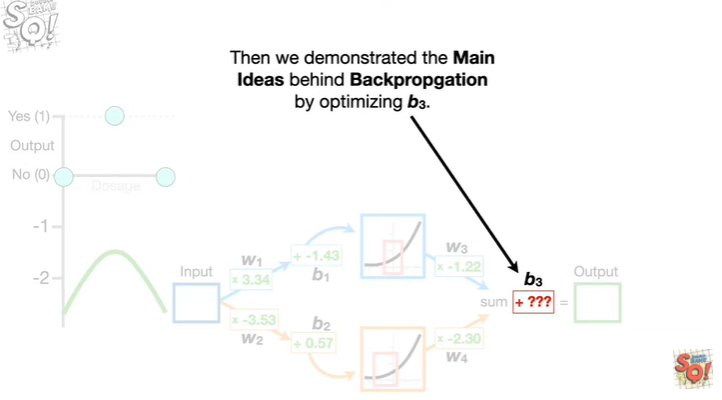 Then we demonstrated the Main
Ideas behind Backpropgation
by optimizing b₃.
Yes (1)
Output
No (0)
Dosage
-1
-2
Input
w₁
x 3.34
+ -1.43
b₁
w₃
x -1.22
b₃
Output
sum + ??? =
x -3.53
w₂
b₂
+ 0.57
x -2.30
w₄
SQ!